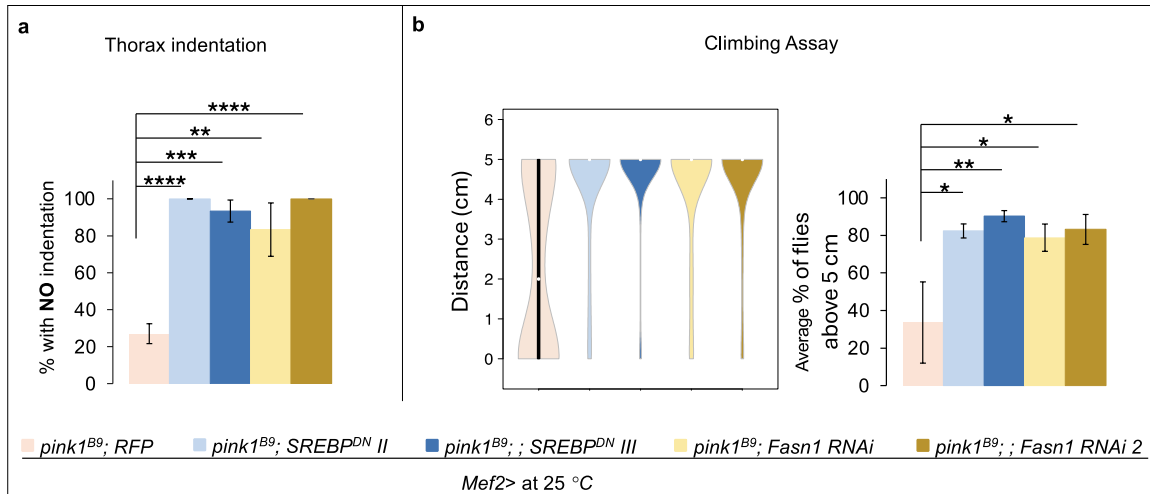 a
Thorax indentation
% with NO indentation
100
80
60
40
20
0
****
**
***
****
b
Climbing Assay
Distance (cm)
6
5
4
3
2
1
0
Average % of flies
above 5 cm
100
80
60
40
20
0
*
*
**
*
pink1B9; RFP
pink1B9; SREBPDN II
pink1B9; ; SREBPDN III
pink1B9; Fasn1 RNAi
pink1B9; ; Fasn1 RNAi 2
Mef2> at 25 °C